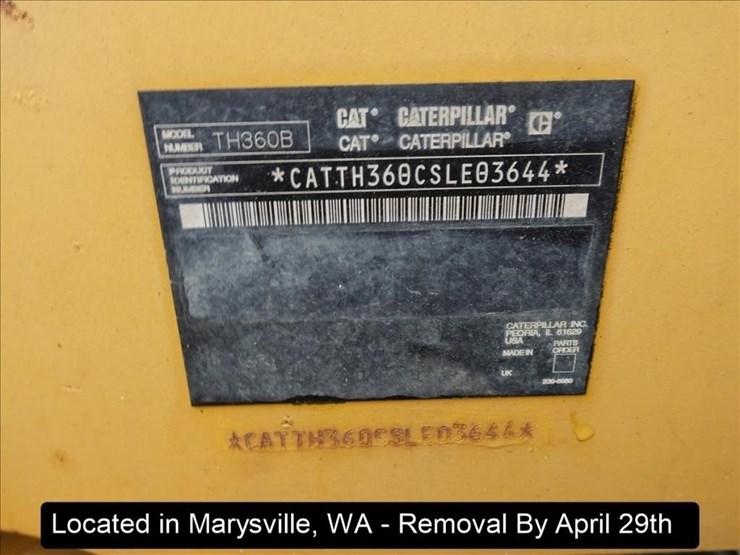 CAT® CATERPILLAR® C®
CAT® CATERPILLAR®
MODEL NUMBER TH360B
PRODUCT IDENTIFICATION NUMBER *CATTH360CSLE03644*
CATERPILLAR INC.
PEORIA, IL 61629
USA
MADE IN
PARTS ORDER
UK
*CATTH360CSLE03644*
Located in Marysville, WA - Removal By April 29th